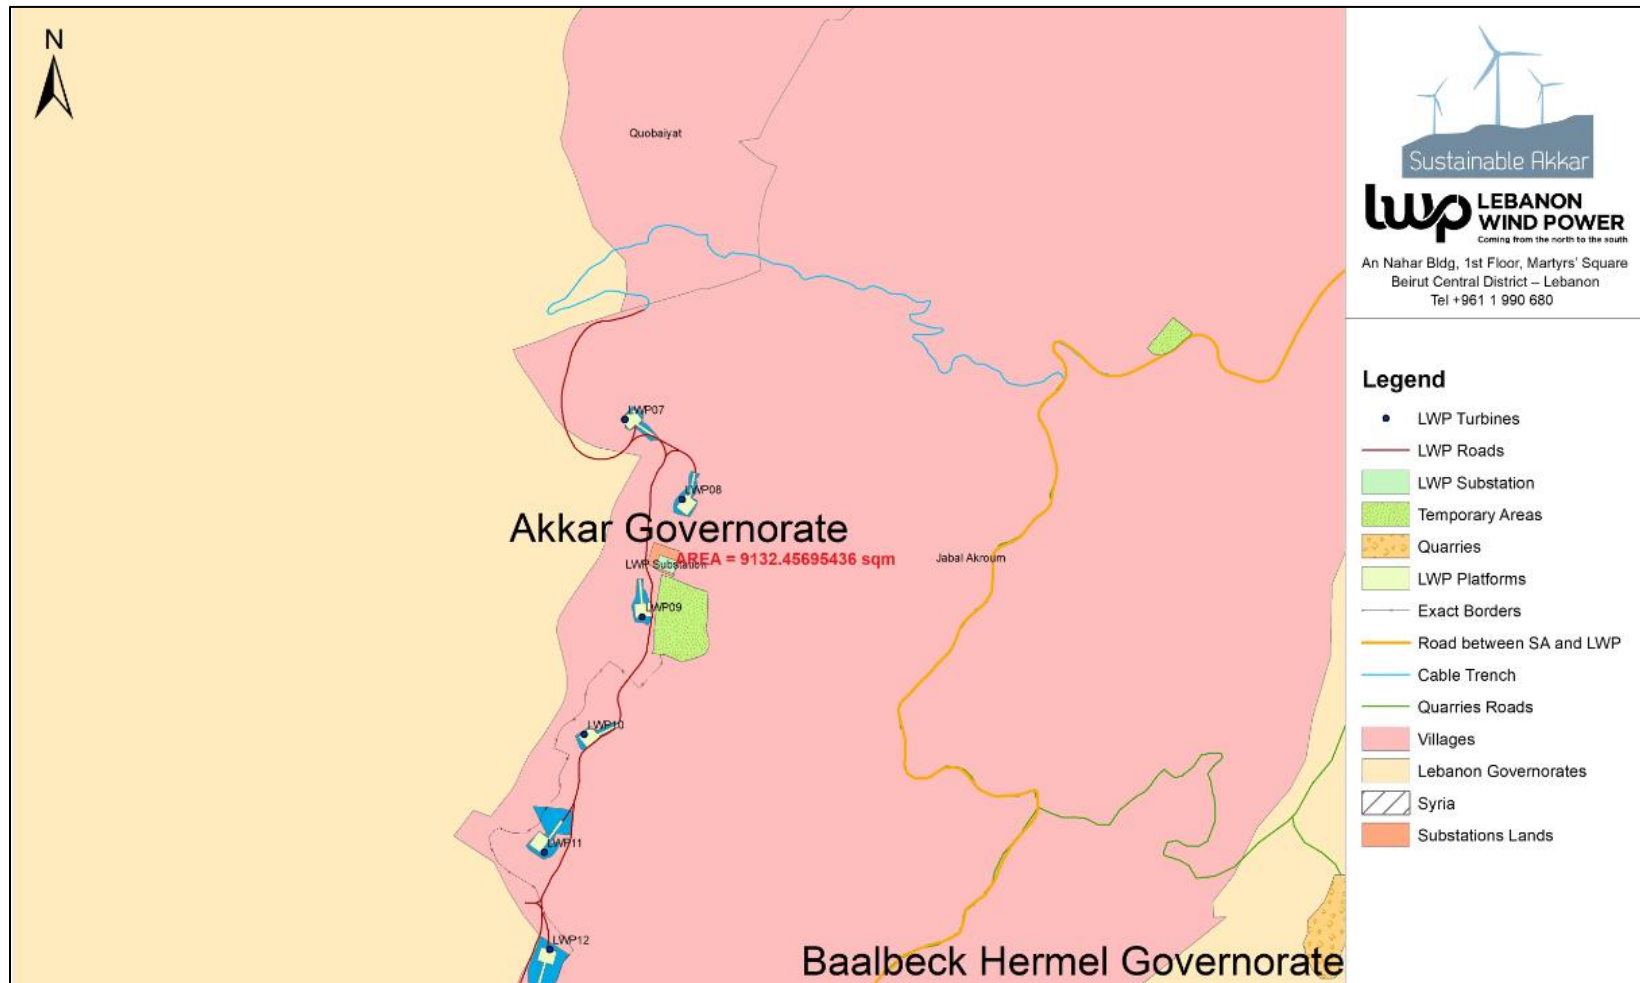 N
Quobaiyat
LWP07
LWP08
Akkar Governorate
AREA = 9132.45695436 sqm
LWP Substation
Jabal Akroum
LWP09
LWP10
LWP11
LWP12
Baalbeck Hermel Governorate
Sustainable Akkar
lwp LEBANON
WIND POWER
Coming from the north to the south
An Nahar Bldg, 1st Floor, Martyrs' Square
Beirut Central District – Lebanon
Tel +961 1 990 680
Legend
LWP Turbines
LWP Roads
LWP Substation
Temporary Areas
Quarries
LWP Platforms
Exact Borders
Road between SA and LWP
Cable Trench
Quarries Roads
Villages
Lebanon Governorates
Syria
Substations Lands